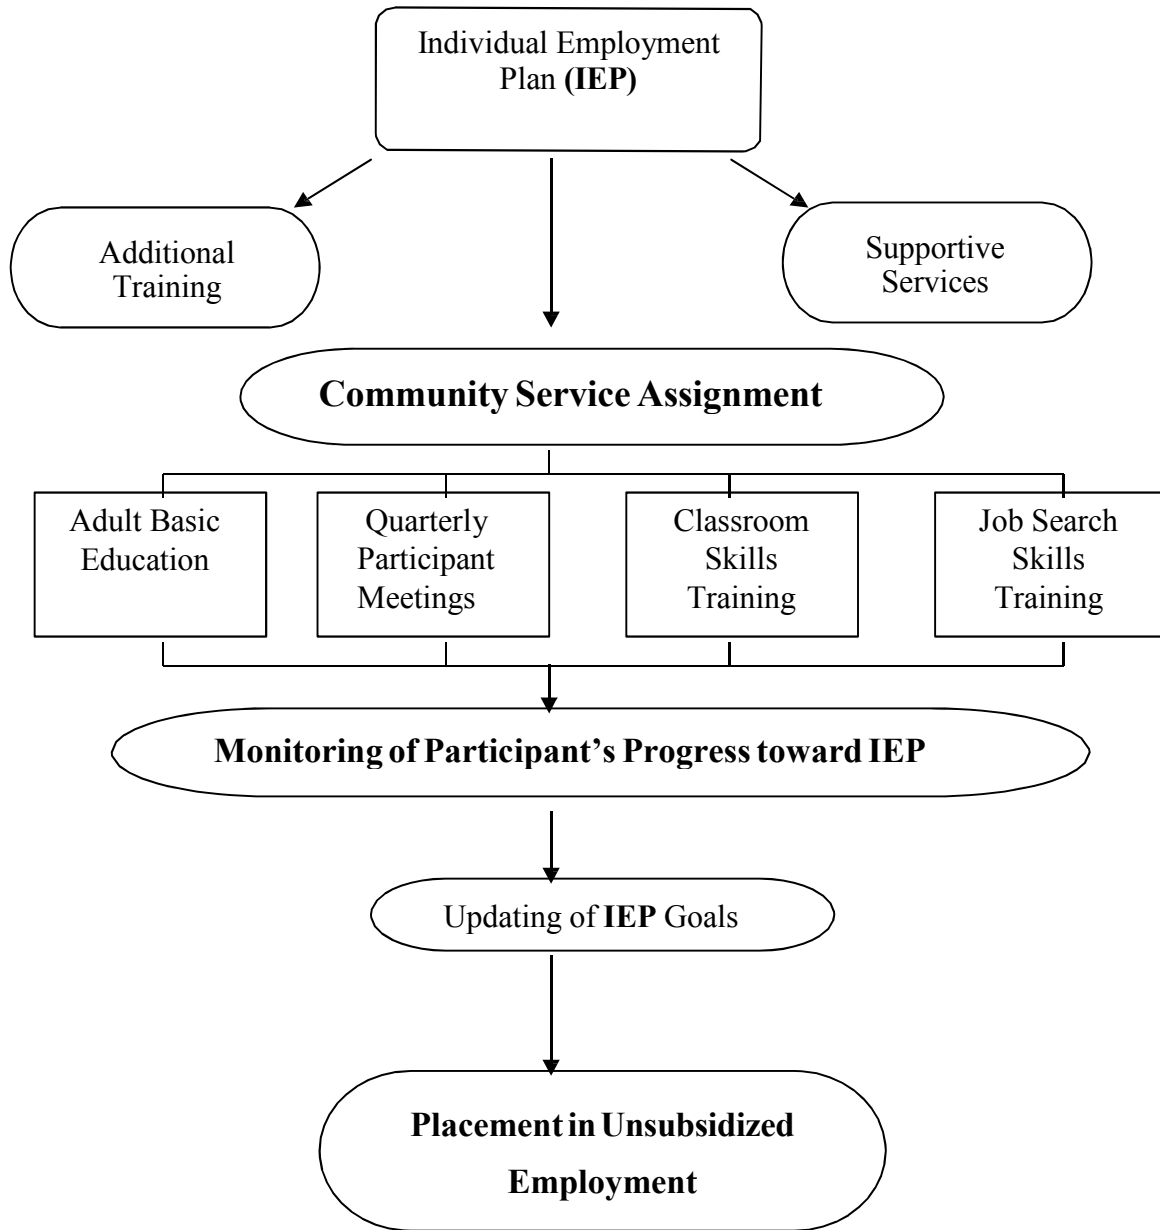 Individual Employment
Plan (IEP)
Additional
Training
Supportive
Services
Community Service Assignment
Adult Basic
Education
Quarterly
Participant
Meetings
Classroom
Skills
Training
Job Search
Skills
Training
Monitoring of Participant’s Progress toward IEP
Updating of IEP Goals
Placement in Unsubsidized
Employment